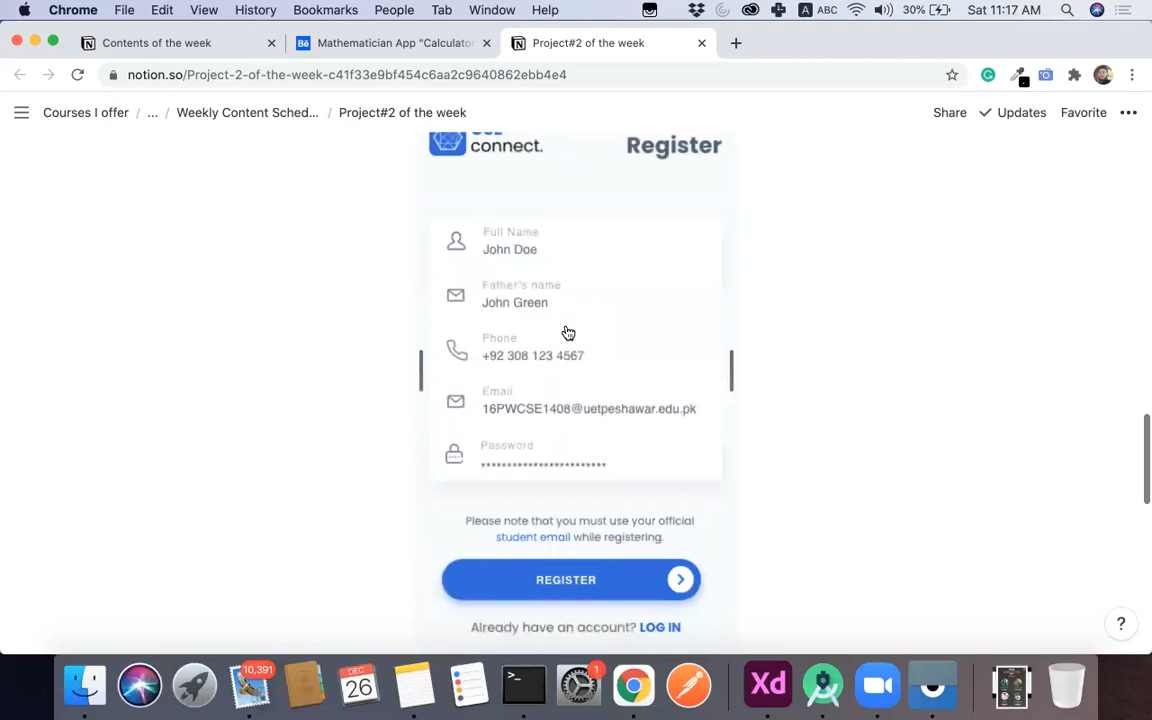 Chrome File Edit View History Bookmarks People Tab Window Help A ABC 30% Sat 11:17 AM
Contents of the week Bē Mathematician App "Calculato Project#2 of the week
notion.so/Project-2-of-the-week-c41f33e9bf454c6aa2c9640862ebb4e4
Courses I offer / ... / Weekly Content Sched... / Project#2 of the week Share Updates Favorite
connect. Register
Full Name
John Doe
Father's name
John Green
Phone
+92 308 123 4567
Email
16PWCSE1408@uetpeshawar.edu.pk
Password
************************
Please note that you must use your official
student email while registering.
REGISTER
Already have an account? LOG IN
?
10,391 DEC 26 >_ 1 Xd